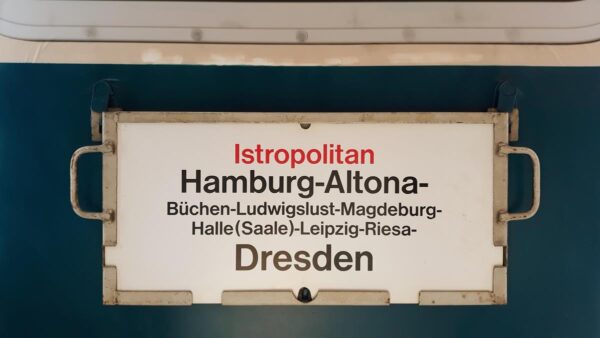 Istropolitan
Hamburg-Altona-
Büchen-Ludwigslust-Magdeburg-
Halle(Saale)-Leipzig-Riesa-
Dresden